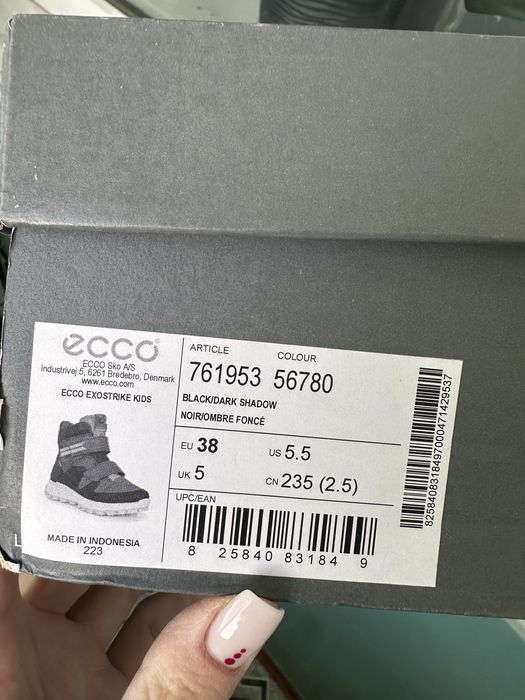 ecco®
ECCO Sko A/S
Industrivej 5, 6261 Bredebro, Denmark
www.ecco.com
ECCO EXOSTRIKE KIDS
MADE IN INDONESIA
223
ARTICLE COLOUR
761953 56780
BLACK/DARK SHADOW
NOIR/OMBRE FONCÉ
EU 38 US 5.5
UK 5 CN 235 (2.5)
UPC/EAN
8 25840 83184 9
825840831849700047142953​7